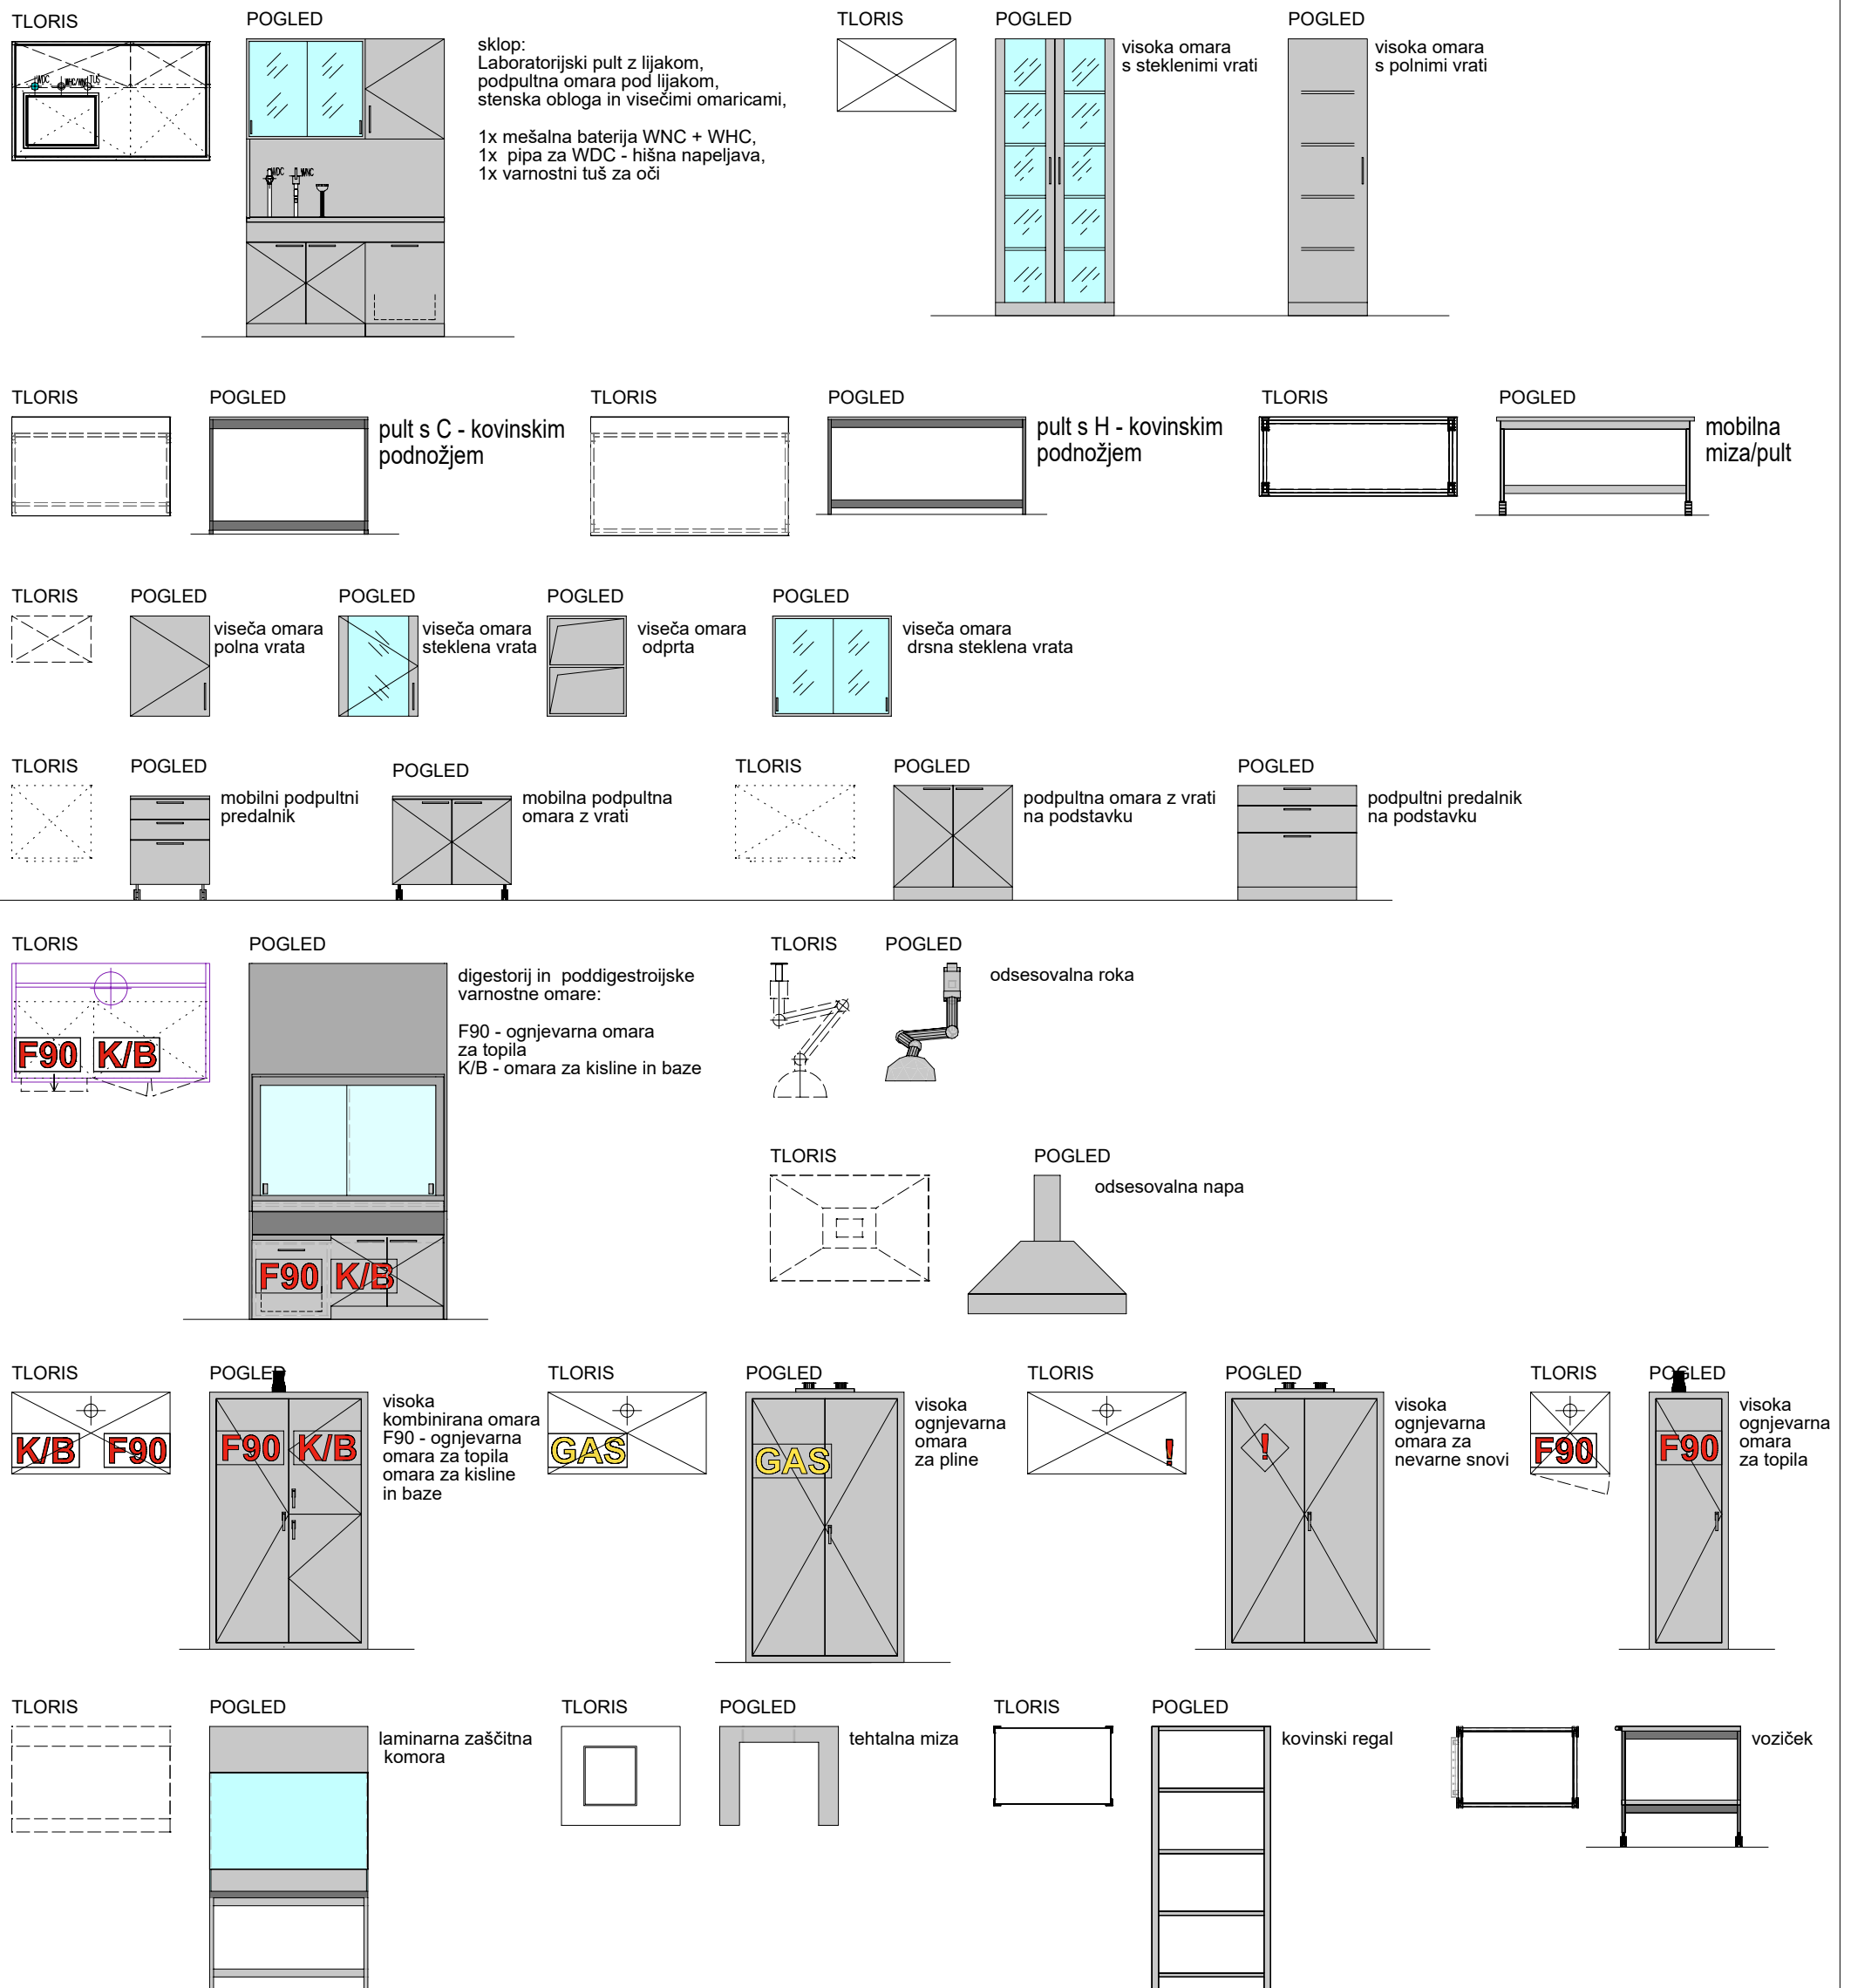 TLORIS
POGLED
WDC
WHC/WNC
TUŠ
WDC
WNC
sklop:
Laboratorijski pult z lijakom,
podpultna omara pod lijakom,
stenska obloga in visečimi omaricami,
1x mešalna baterija WNC + WHC,
1x pipa za WDC - hišna napeljava,
1x varnostni tuš za oči
TLORIS
POGLED
visoka omara
s steklenimi vrati
POGLED
visoka omara
s polnimi vrati
TLORIS
POGLED
pult s C - kovinskim
podnožjem
TLORIS
POGLED
pult s H - kovinskim
podnožjem
TLORIS
POGLED
mobilna
miza/pult
TLORIS
POGLED
viseča omara
polna vrata
POGLED
viseča omara
steklena vrata
POGLED
viseča omara
odprta
POGLED
viseča omara
drsna steklena vrata
TLORIS
POGLED
mobilni podpultni
predalnik
POGLED
mobilna podpultna
omara z vrati
TLORIS
POGLED
podpultna omara z vrati
na podstavku
POGLED
podpultni predalnik
na podstavku
TLORIS
F90 K/B
POGLED
F90 K/B
digestorij in poddigestroijske
varnostne omare:
F90 - ognjevarna omara
za topila
K/B - omara za kisline in baze
TLORIS
POGLED
odsesovalna roka
TLORIS
POGLED
odsesovalna napa
TLORIS
K/B F90
POGLED
F90 K/B
visoka
kombinirana omara
F90 - ognjevarna
omara za topila
omara za kisline
in baze
TLORIS
GAS
POGLED
GAS
visoka
ognjevarna
omara
za pline
TLORIS
!
POGLED
!
visoka
ognjevarna
omara za
nevarne snovi
TLORIS
F90
POGLED
F90
visoka
ognjevarna
omara
za topila
TLORIS
POGLED
laminarna zaščitna
komora
TLORIS
POGLED
tehtalna miza
TLORIS
POGLED
kovinski regal
voziček